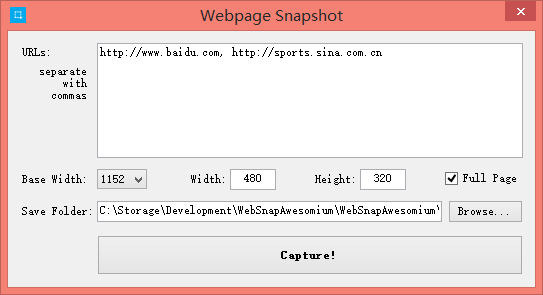 Webpage Snapshot
URLs:
separate
with
commas
http://www.baidu.com, http://sports.sina.com.cn
Base Width: 1152 Width: 480 Height: 320 Full Page
Save Folder: C:\Storage\Development\WebSnapAwesomium\WebSnapAwesomium\ Browse...
Capture!